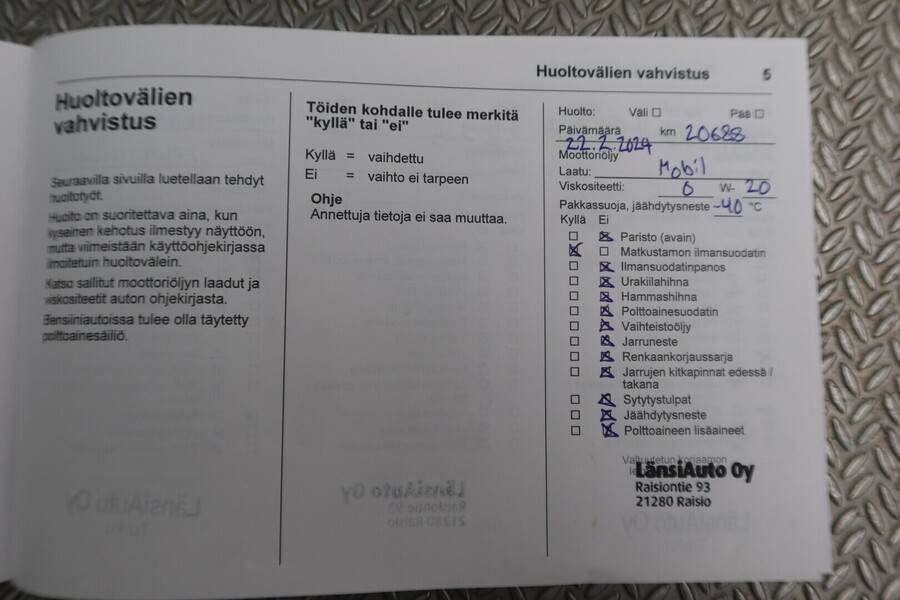 Huoltovälien vahvistus 5
Huoltovälien
vahvistus
Seuraavilla sivuilla luetellaan tehdyt
huoltotyöt.
Huolto on suoritettava aina, kun
kyseinen kehotus ilmestyy näyttöön,
mutta viimeistään käyttöohjekirjassa
ilmoitetuin huoltovälein.
Katso sallitut moottoriöljyn laadut ja
viskositeetit auton ohjekirjasta.
Bensiiniautoissa tulee olla täytetty
polttoainesäiliö.
Töiden kohdalle tulee merkitä
"kyllä" tai "ei"
Kyllä = vaihdettu
Ei = vaihto ei tarpeen
Ohje
Annettuja tietoja ei saa muuttaa.
Huolto: Väli ☐ Pää ☐
Päivämäärä km 20688
22.2.2024
Moottoriöljy
Laatu: Mobil
Viskositeetti: 0 W- 20
Pakkassuoja, jäähdytysneste -40 °C
Kyllä Ei
☐ ☒ Paristo (avain)
☒ ☐ Matkustamon ilmansuodatin
☐ ☒ Ilmansuodatinpanos
☐ ☒ Urakiilahihna
☐ ☒ Hammashihna
☐ ☒ Polttoainesuodatin
☐ ☒ Vaihteistoöljy
☐ ☒ Jarruneste
☐ ☒ Renkaankorjaussarja
☐ ☒ Jarrujen kitkapinnat edessä /
takana
☐ ☒ Sytytystulpat
☐ ☒ Jäähdytysneste
☐ ☒ Polttoaineen lisäaineet
Valtuutetun korjaamon
LänsiAuto Oy
Raisiontie 93
21280 Raisio